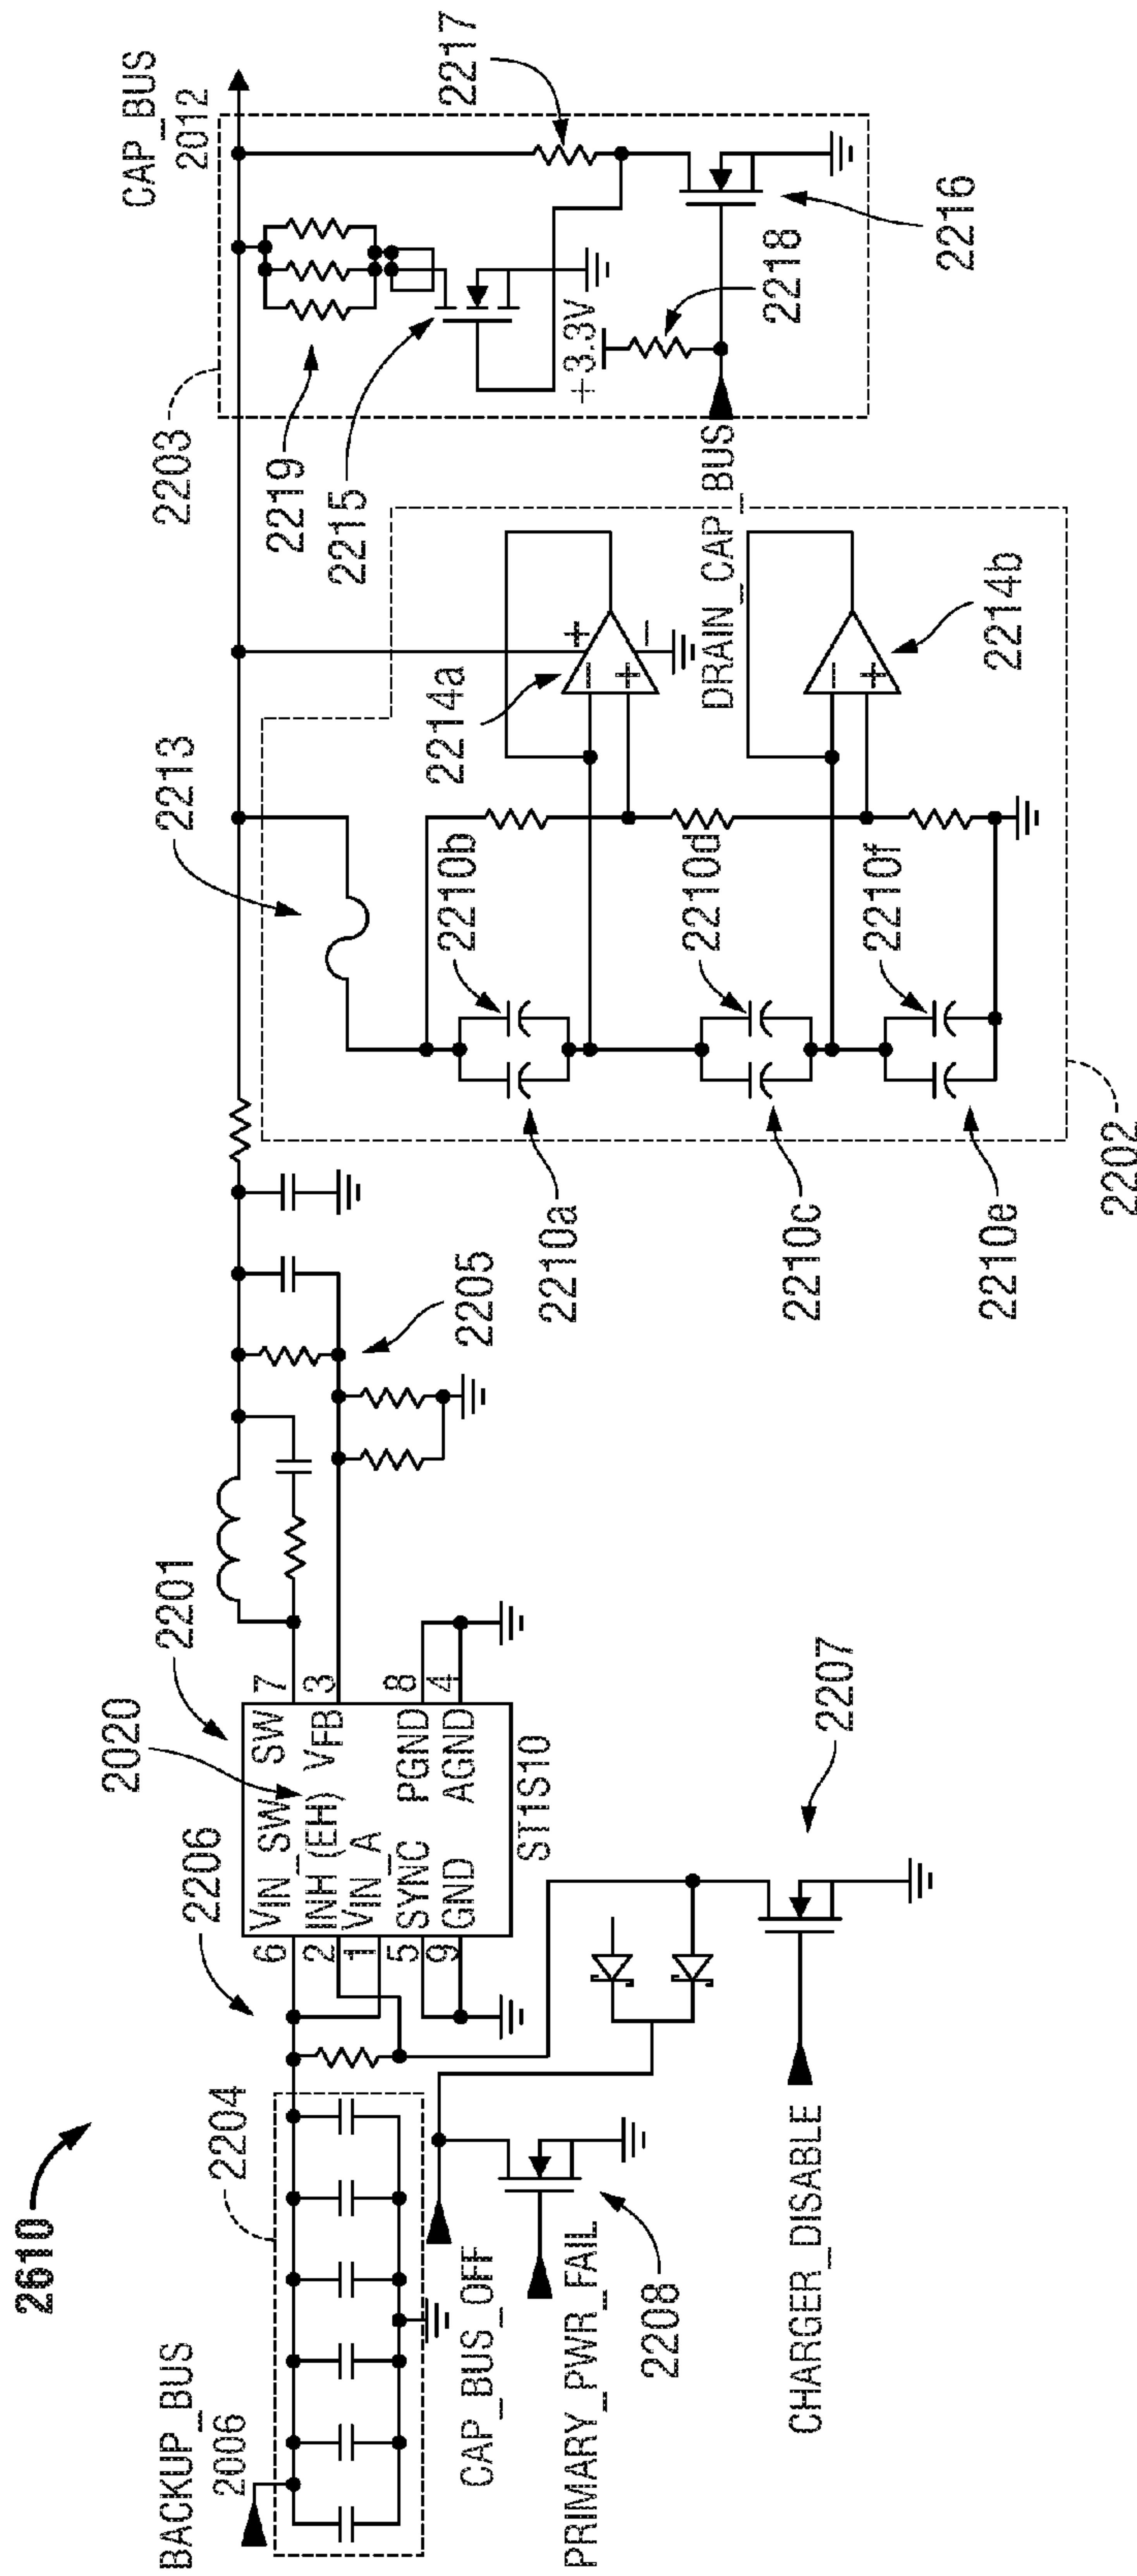 2610
BACKUP_BUS
2006
2204
2206
2020
2201
6
2
1
5
9
VIN_SW
INH (EH)
VIN_A
SYNC
GND
SW
VFB
PGND
AGND
7
3
8
4
ST1S10
CAP_BUS_OFF
PRIMARY_PWR_FAIL
2208
CHARGER_DISABLE
2207
2205
2213
2210a
2210b
2210c
2210d
2210e
2210f
2202
2214a
+
−
−
+
2214b
−
+
CAP_BUS
2012
2203
2219
2215
+3.3V
2218
DRAIN_CAP_BUS
2217
2216